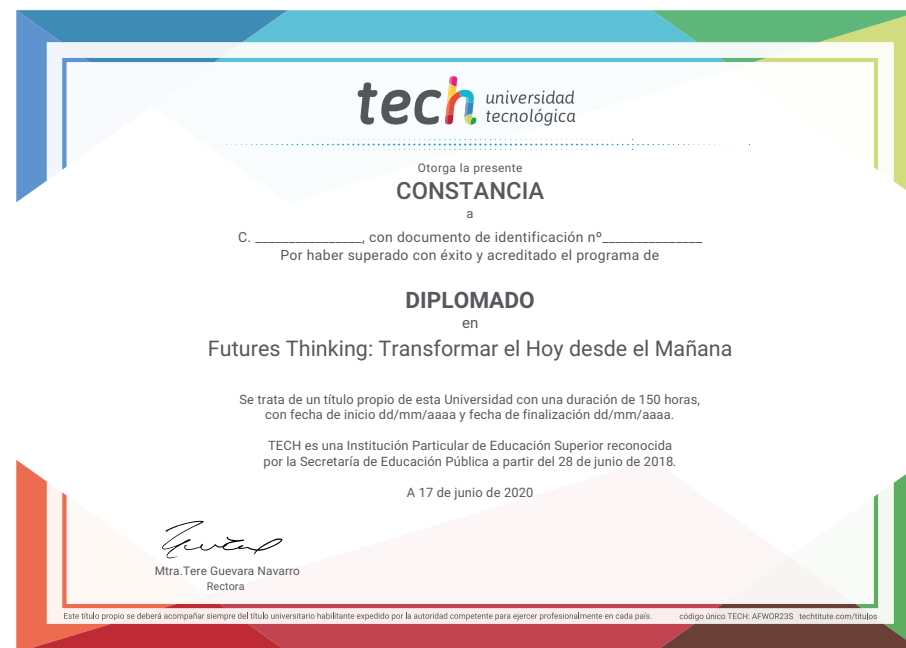 tech universidad
tecnológica
Otorga la presente
CONSTANCIA
a
C. ________________, con documento de identificación nº_______________
Por haber superado con éxito y acreditado el programa de
DIPLOMADO
en
Futures Thinking: Transformar el Hoy desde el Mañana
Se trata de un título propio de esta Universidad con una duración de 150 horas,
con fecha de inicio dd/mm/aaaa y fecha de finalización dd/mm/aaaa.
TECH es una Institución Particular de Educación Superior reconocida
por la Secretaría de Educación Pública a partir del 28 de junio de 2018.
A 17 de junio de 2020
Mtra.Tere Guevara Navarro
Rectora
Este título propio se deberá acompañar siempre del título universitario habilitante expedido por la autoridad competente para ejercer profesionalmente en cada país. código único TECH: AFWOR23S techtitute.com/titulos